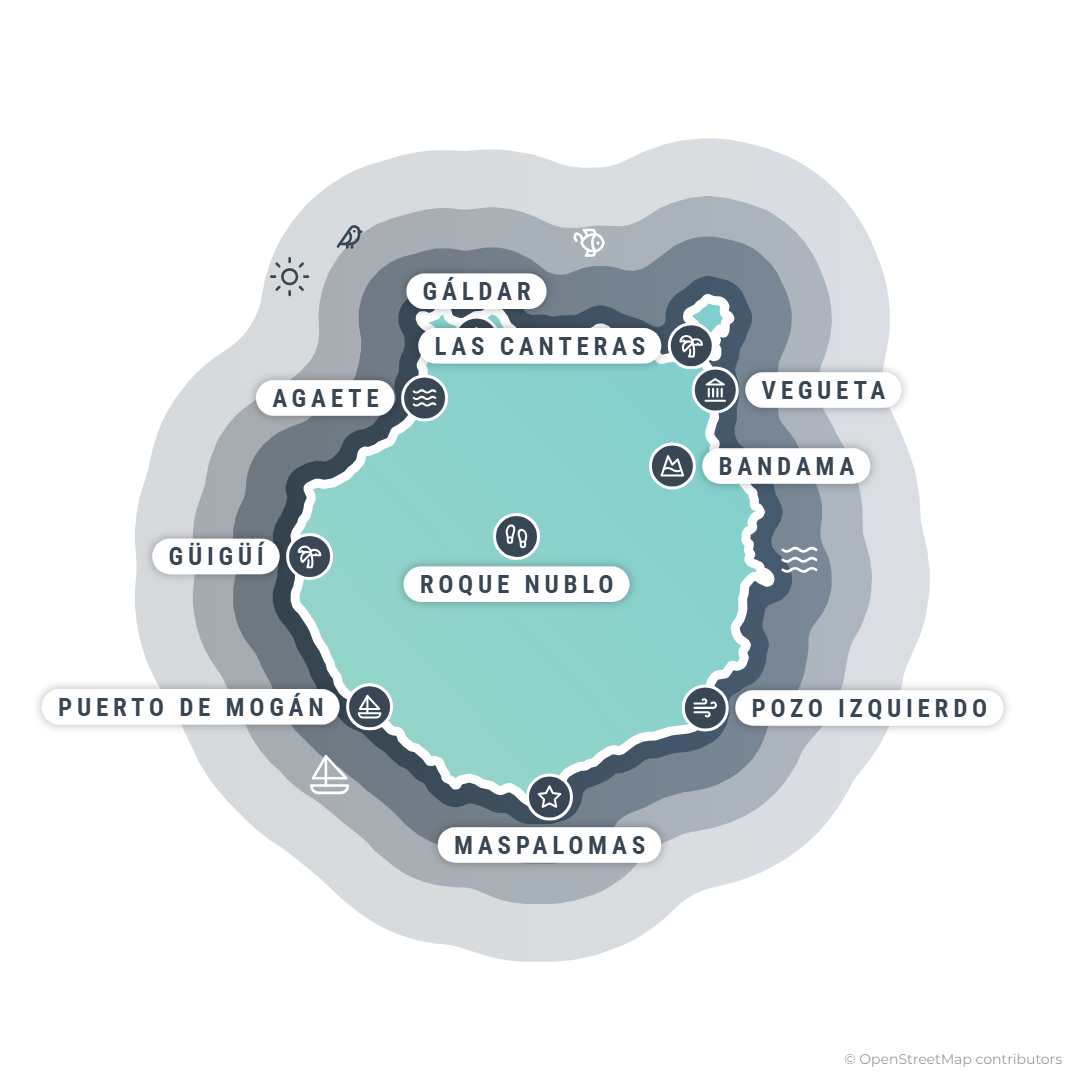 GÁLDAR
LAS CANTERAS
VEGUETA
AGAETE
BANDAMA
GÜIGÜÍ
ROQUE NUBLO
PUERTO DE MOGÁN
POZO IZQUIERDO
MASPALOMAS
© OpenStreetMap contributors